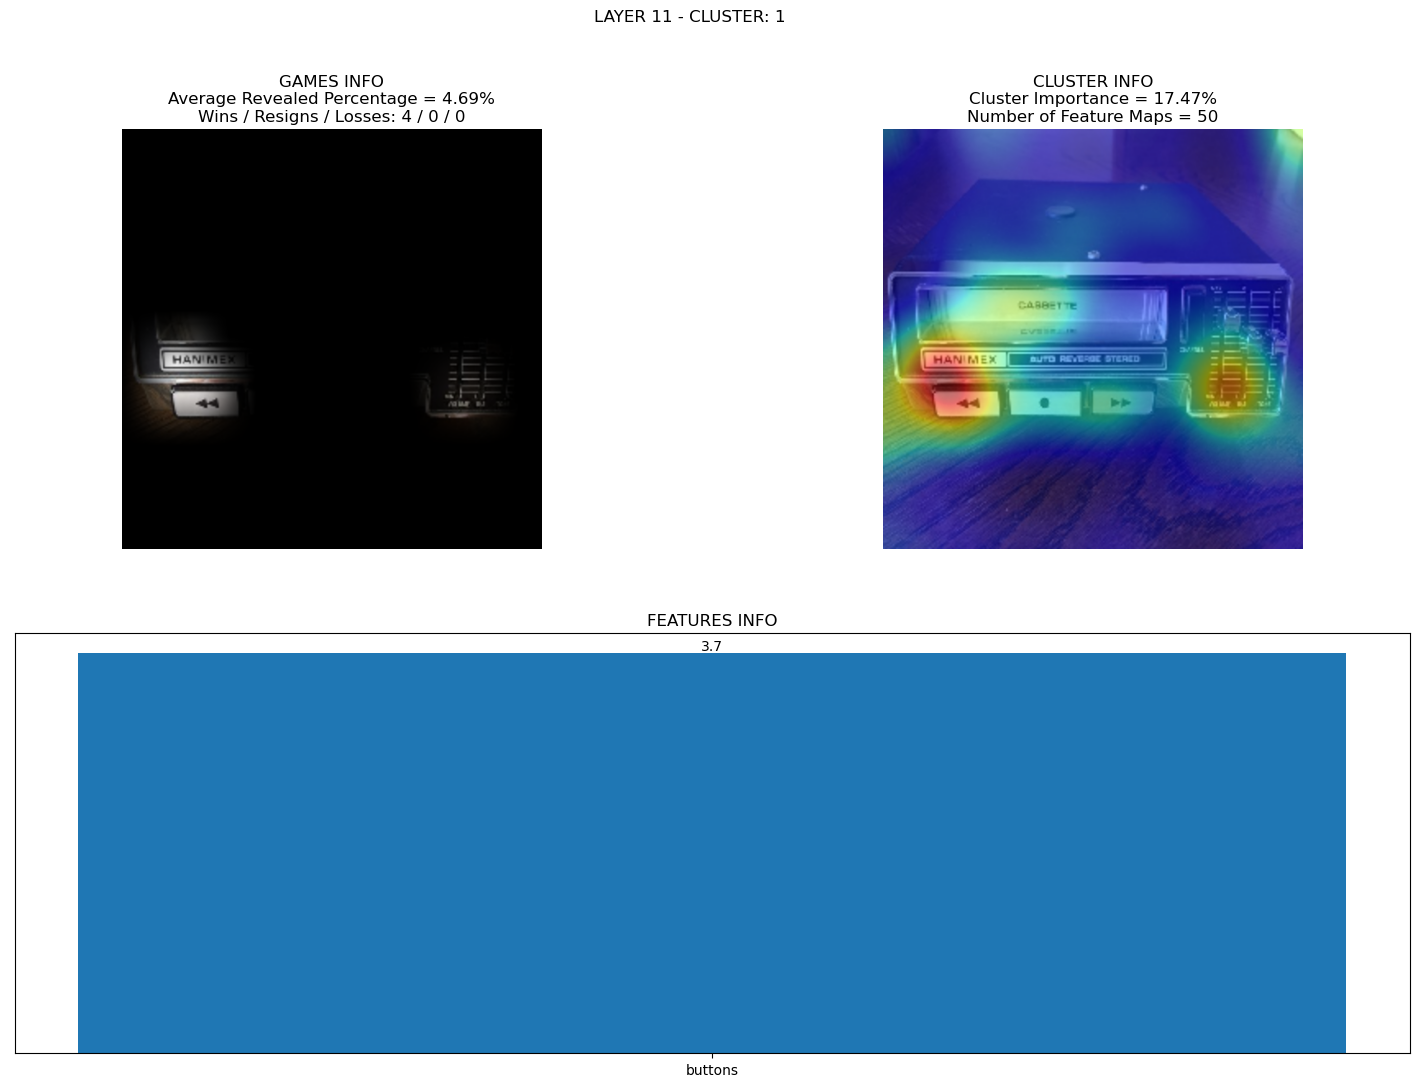 LAYER 11 - CLUSTER: 1
GAMES INFO
Average Revealed Percentage = 4.69%
Wins / Resigns / Losses: 4 / 0 / 0
HANIMEX
CLUSTER INFO
Cluster Importance = 17.47%
Number of Feature Maps = 50
CASSETTE
HANIMEX
AUTO REVERSE STEREO
FEATURES INFO
3.7
buttons